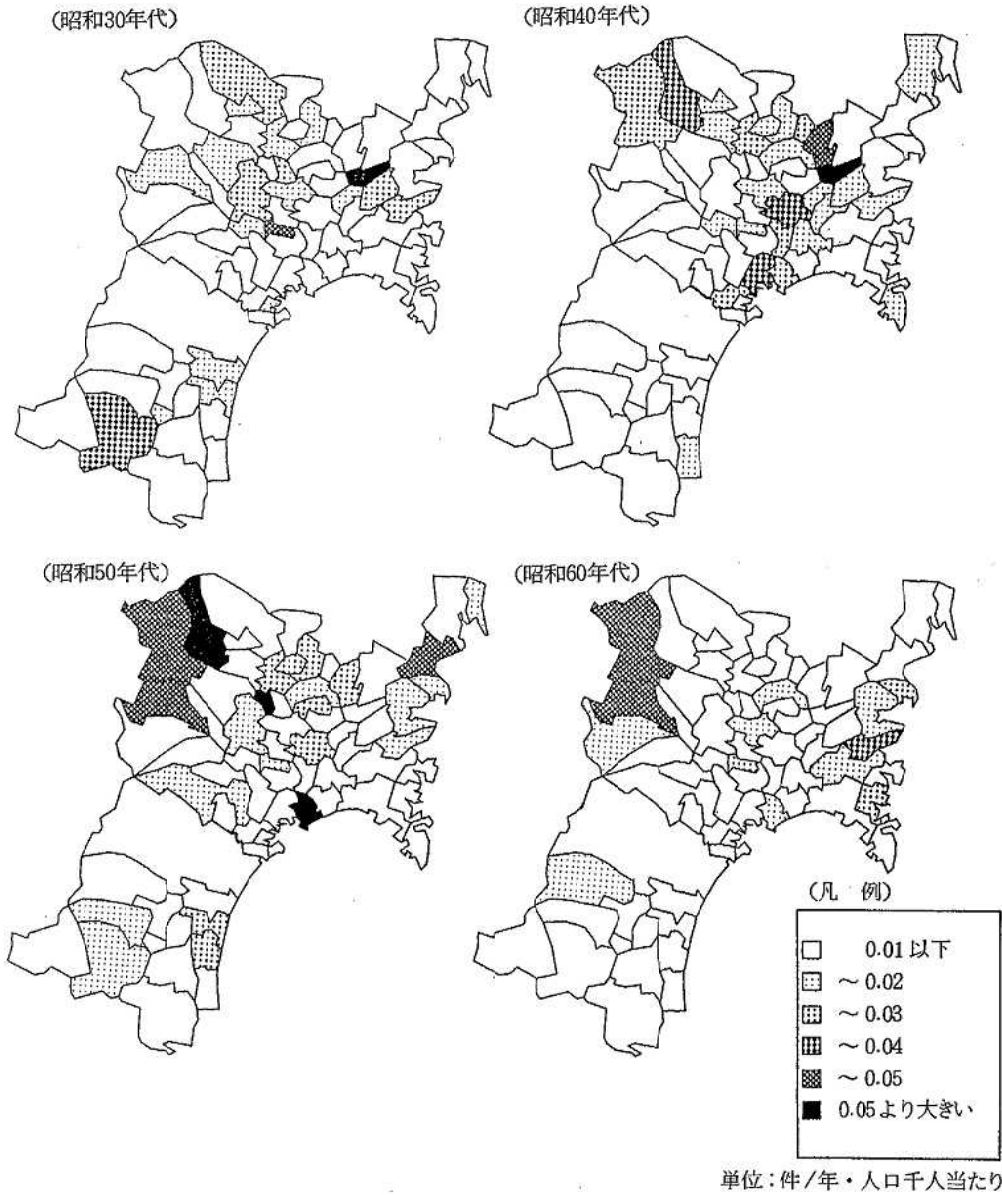 (昭和30年代)
(昭和40年代)
(昭和50年代)
(昭和60年代)
(凡 例)
0.01以下
~0.02
~0.03
~0.04
~0.05
0.05より大きい
単位:件/年・人口千人当たり